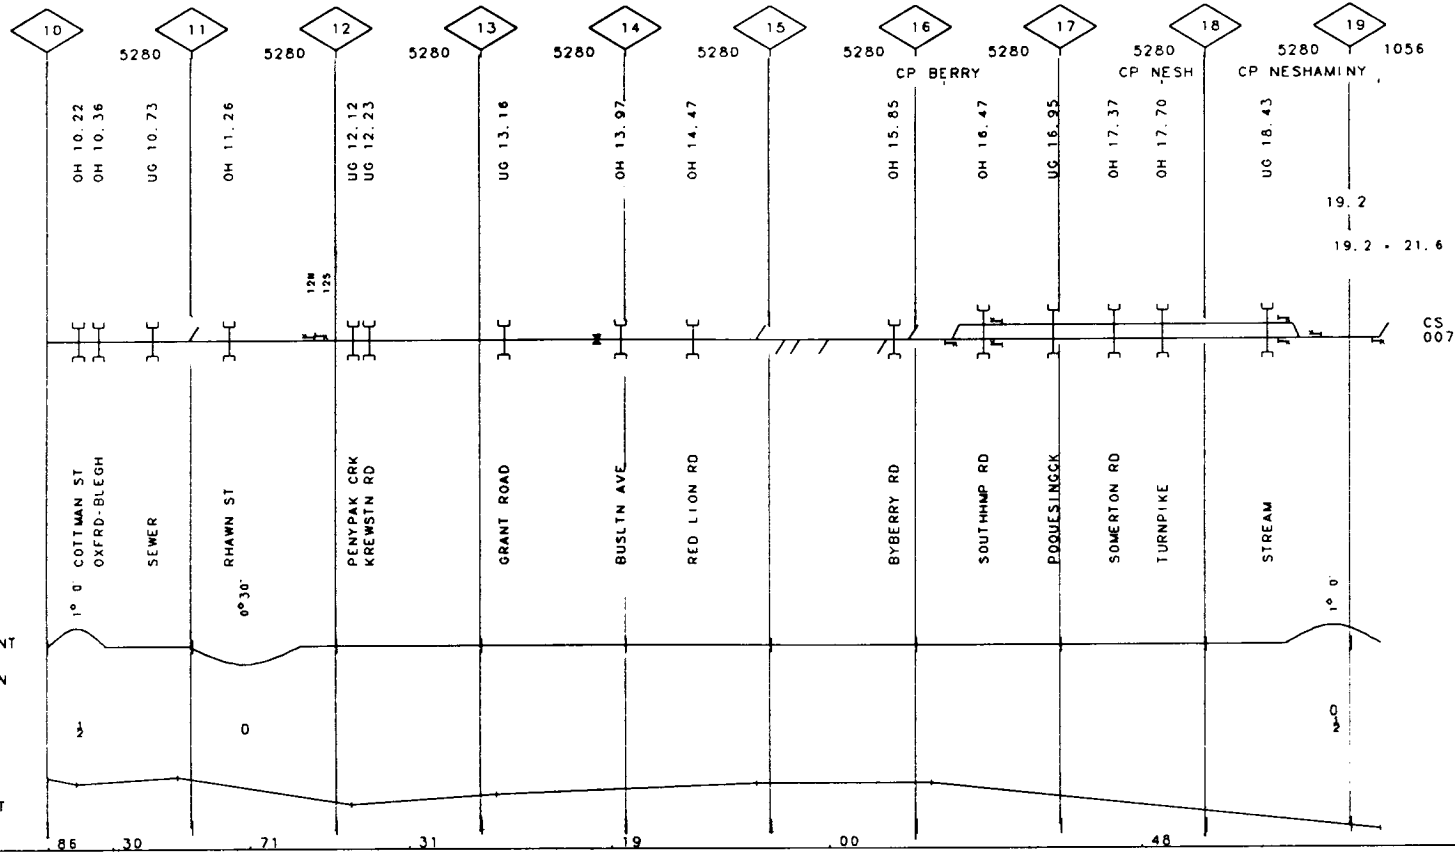 10 11 12 13 14 15 16 17 18 19
5280 5280 5280 5280 5280 5280 5280 5280 5280 1056
CP BERRY CP NESH CP NESHAMINY
OH 10.22
OH 10.36
UG 10.73
OH 11.26
UG 12.12
UG 12.23
UG 13.16
OH 13.97
OH 14.47
OH 15.85
OH 16.47
UG 16.95
OH 17.37
OH 17.70
UG 18.43
19.2
19.2 - 21.6
12N
12S
CS
007
COTTMAN ST
OXFRD-BLEGH
SEWER
RHAWN ST
PENYPAK CRK
KREWSTN RD
GRANT ROAD
BUSLTN AVE
RED LION RD
BYBERRY RD
SOUTHHMP RD
POQUESINGCK
SOMERTON RD
TURNPIKE
STREAM
1° 0'
0°30'
1° 0'
NT
N
½ 0 0
½
T
.86 .30 .71 .31 .19 .00 .48